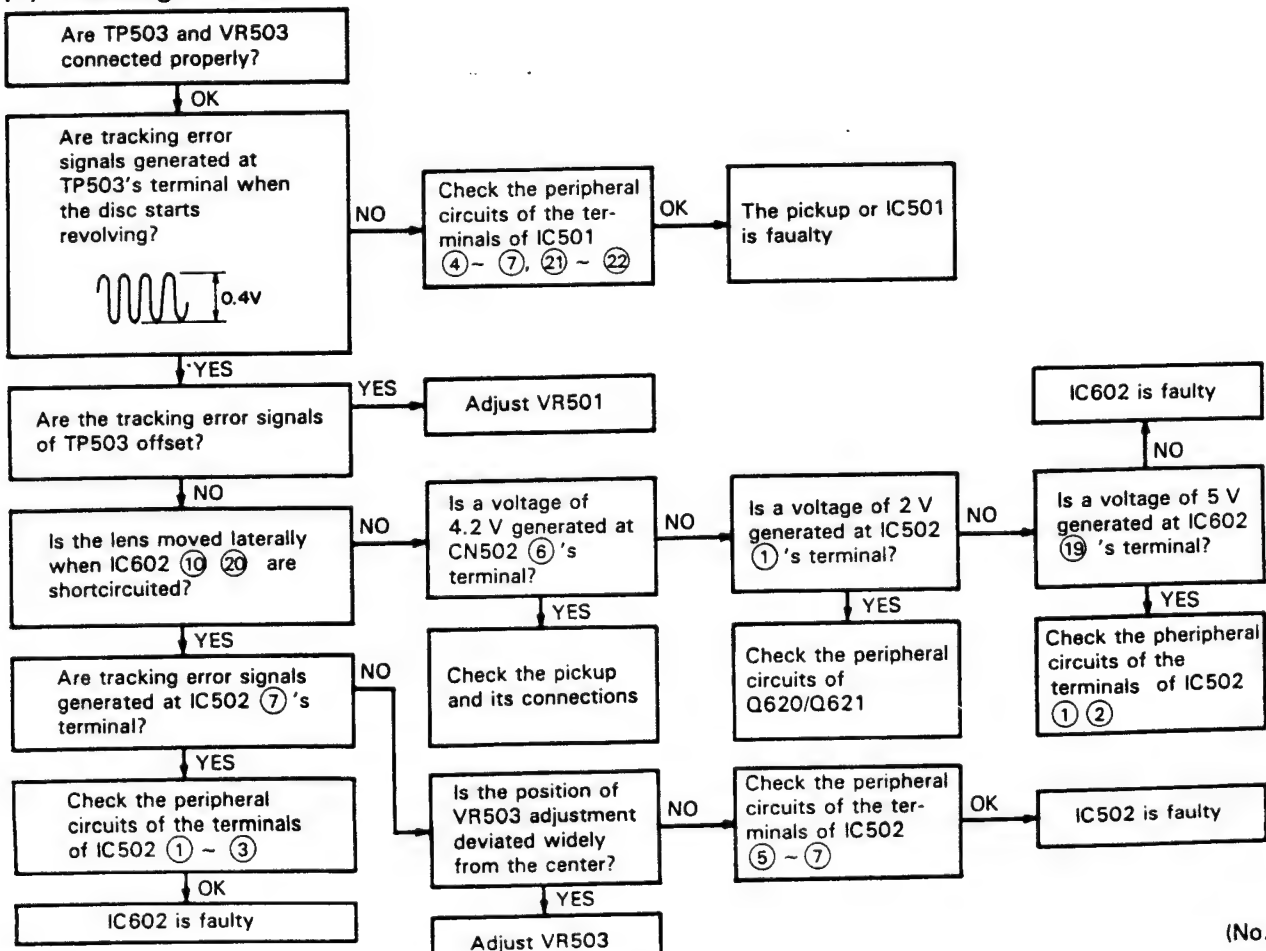 Are TP503 and VR503
connected properly?
OK
Are tracking error
signals generated at
TP503's terminal when
the disc starts
revolving?
0.4V
NO
Check the peripheral
circuits of the ter-
minals of IC501
④~ ⑦, ㉑ ~ ㉒
OK
The pickup or IC501
is faualty
YES
Are the tracking error signals
of TP503 offset?
YES
Adjust VR501
NO
Is the lens moved laterally
when IC602 ⑩ ⑳ are
shortcircuited?
NO
Is a voltage of
4.2 V generated at
CN502 ⑥'s
terminal?
NO
Is a voltage of 2 V
generated at IC502
①'s terminal?
NO
Is a voltage of 5 V
generated at IC602
⑲'s terminal?
NO
IC602 is faulty
YES
Check the pickup
and its connections
YES
Check the peripheral
circuits of
Q620/Q621
YES
Check the pheripheral
circuits of the
terminals of IC502
① ②
YES
Are tracking error signals
generated at IC502 ⑦'s
terminal?
NO
Is the position of
VR503 adjustment
deviated widely
from the center?
NO
Check the peripheral
circuits of the ter-
minals of IC502
⑤ ~ ⑦
OK
IC502 is faulty
YES
Adjust VR503
YES
Check the peripheral
circuits of the terminals
of IC502 ① ~ ③
OK
IC602 is faulty
(No.